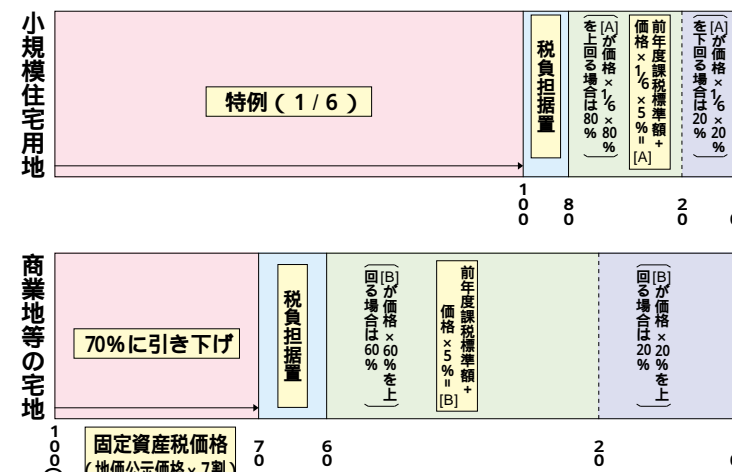 小規模住宅用地
特例(1/6)
税負担据置
前年度課税標準額+
価格×1/6×5%=[A]
[A]が価格×1/6×80%
を上回る場合は80%
[A]が価格×1/6×20%
を下回る場合は20%
100
80
20
商業地等の宅地
70%に引き下げ
税負担据置
[B]が価格×60%を上
回る場合は60%
前年度課税標準額+
価格×5%=[B]
[B]が価格×20%を上
回る場合は20%
100
固定資産税価格
(地価公示価格×7割)
70
60
20